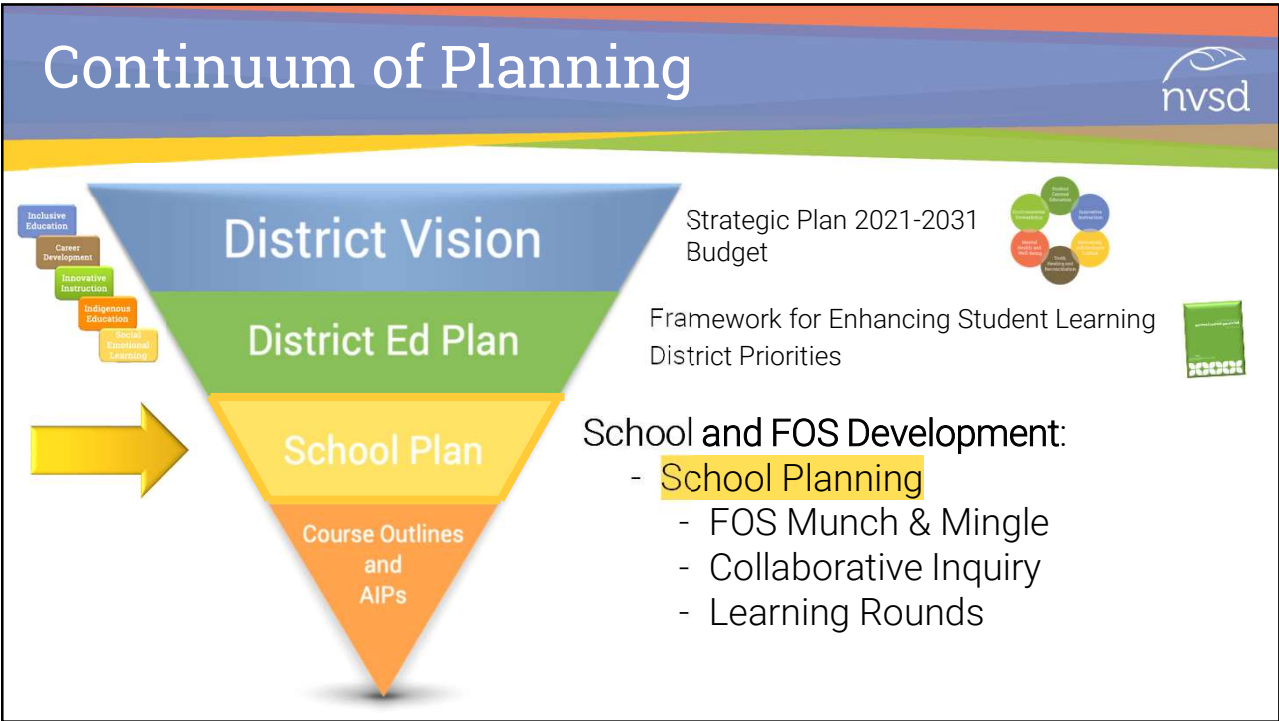 Continuum of Planning
nvsd
Inclusive
Education
Career
Development
Innovative
Instruction
Indigenous
Education
Social
Emotional
Learning
District Vision
District Ed Plan
School Plan
Course Outlines
and
AIPs
Strategic Plan 2021-2031
Budget
Framework for Enhancing Student Learning
District Priorities
School and FOS Development:
- School Planning
- FOS Munch & Mingle
- Collaborative Inquiry
- Learning Rounds